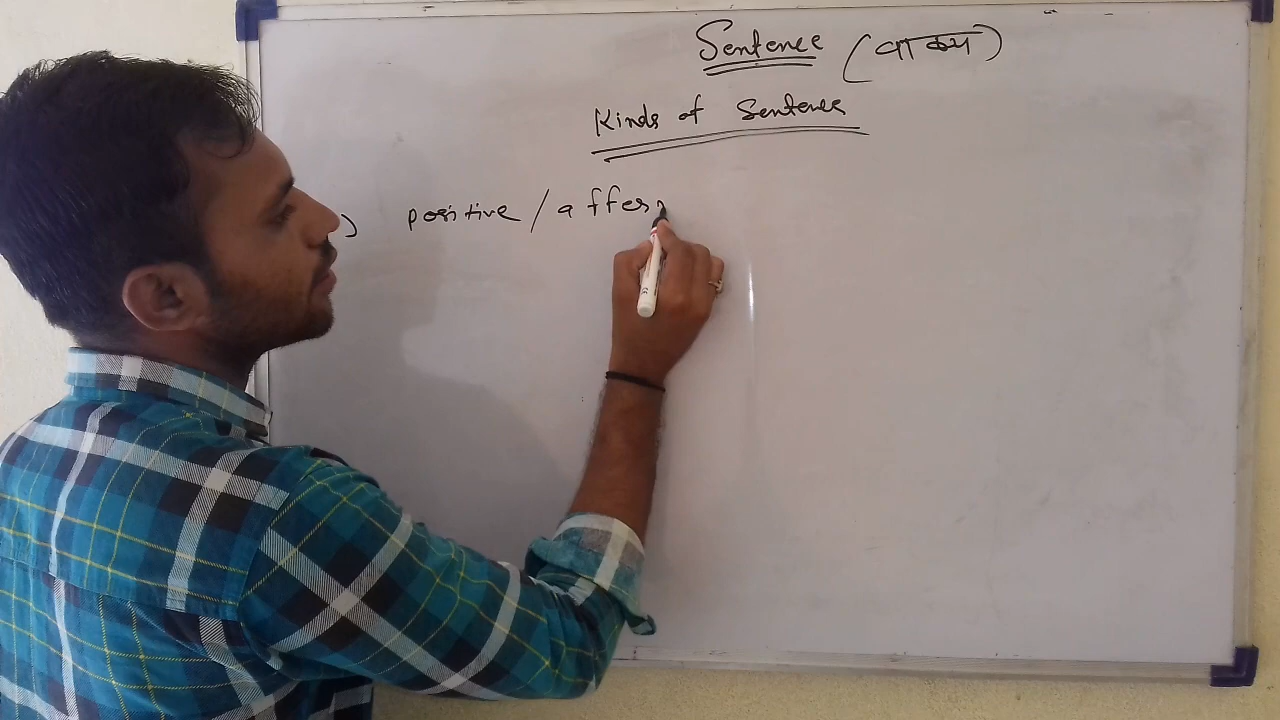 Sentence (वाक्य)
Kinds of Sentence
) positive / affer